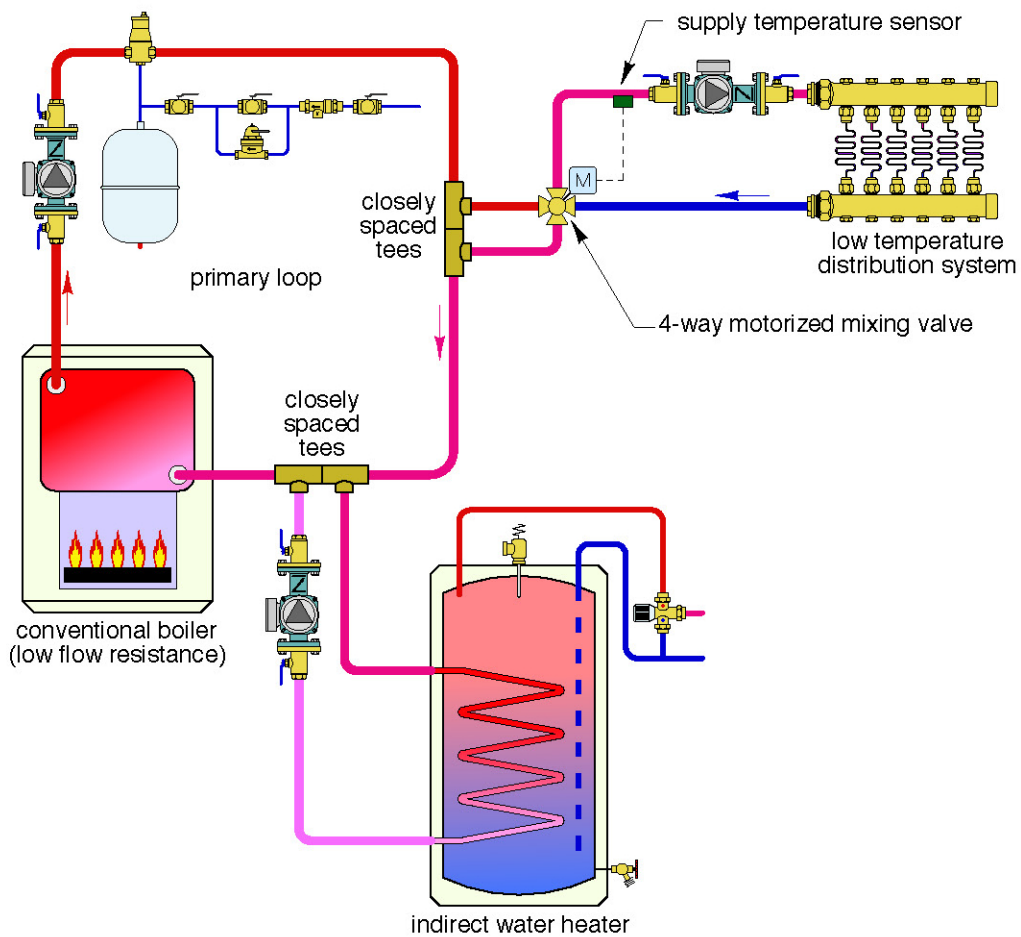 supply temperature sensor
closely
spaced
tees
M
low temperature
distribution system
primary loop
4-way motorized mixing valve
closely
spaced
tees
conventional boiler
(low flow resistance)
indirect water heater